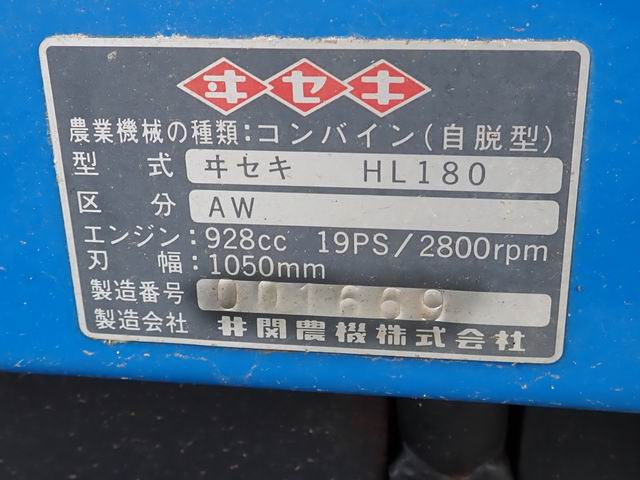 ヰセキ
農業機械の種類:コンバイン(自脱型)
型式 ヰセキ HL180
区分 AW
エンジン:928cc 19PS/2800rpm
刃幅:1050mm
製造番号 001669
製造会社 井関農機株式会社